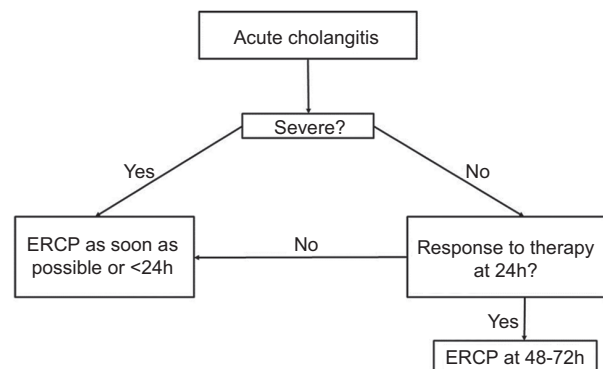 Acute cholangitis
Severe?
Yes
No
ERCP as soon as
possible or <24h
No
Response to therapy
at 24h?
Yes
ERCP at 48-72h